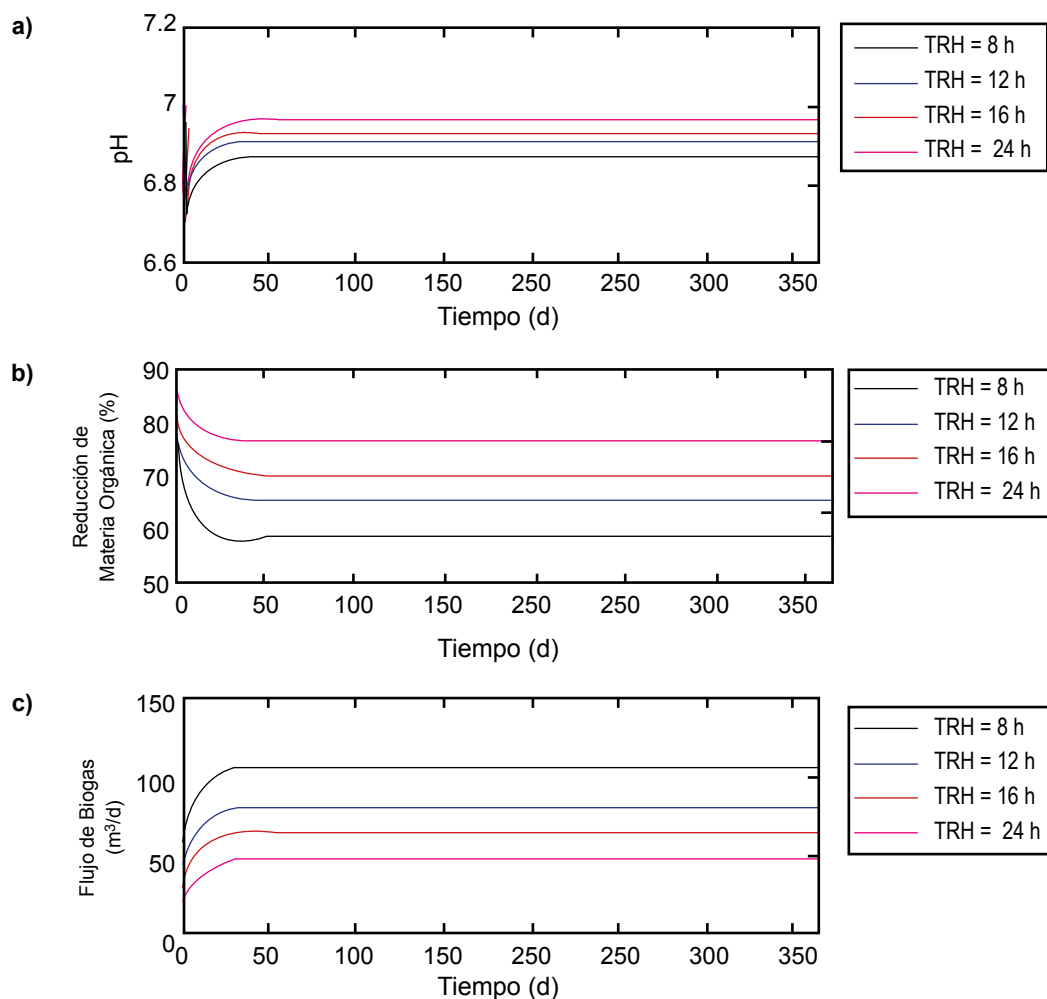 a)
7.2
7
6.8
6.6
pH
0 50 100 150 200 250 300 350
Tiempo (d)
TRH = 8 h
TRH = 12 h
TRH = 16 h
TRH = 24 h
b)
90
80
70
60
50
Reducción de
Materia Orgánica (%)
0 50 100 150 200 250 300 350
Tiempo (d)
TRH = 8 h
TRH = 12 h
TRH = 16 h
TRH = 24 h
c)
150
100
50
0
Flujo de Biogas
(m³/d)
0 50 100 150 200 250 300 350
Tiempo (d)
TRH = 8 h
TRH = 12 h
TRH = 16 h
TRH = 24 h